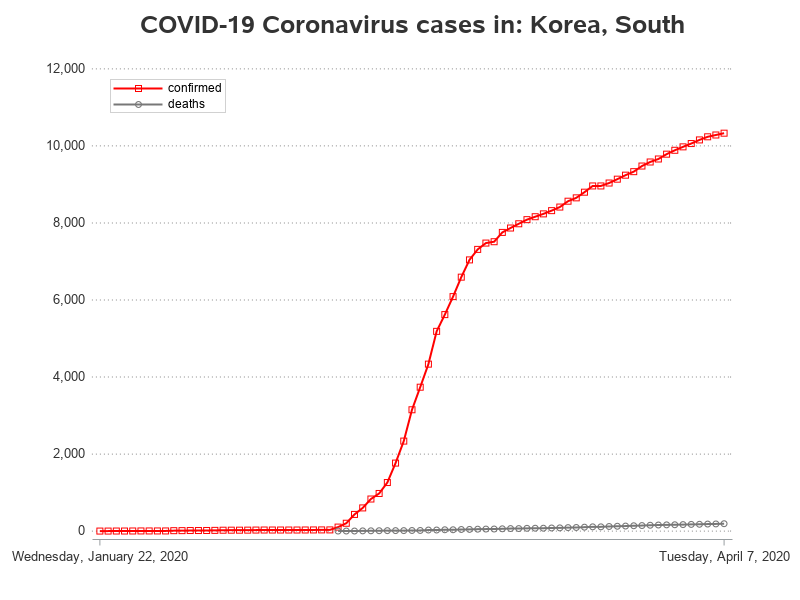 COVID-19 Coronavirus cases in: Korea, South
12,000
confirmed
deaths
10,000
8,000
6,000
4,000
2,000
0
Wednesday, January 22, 2020
Tuesday, April 7, 2020